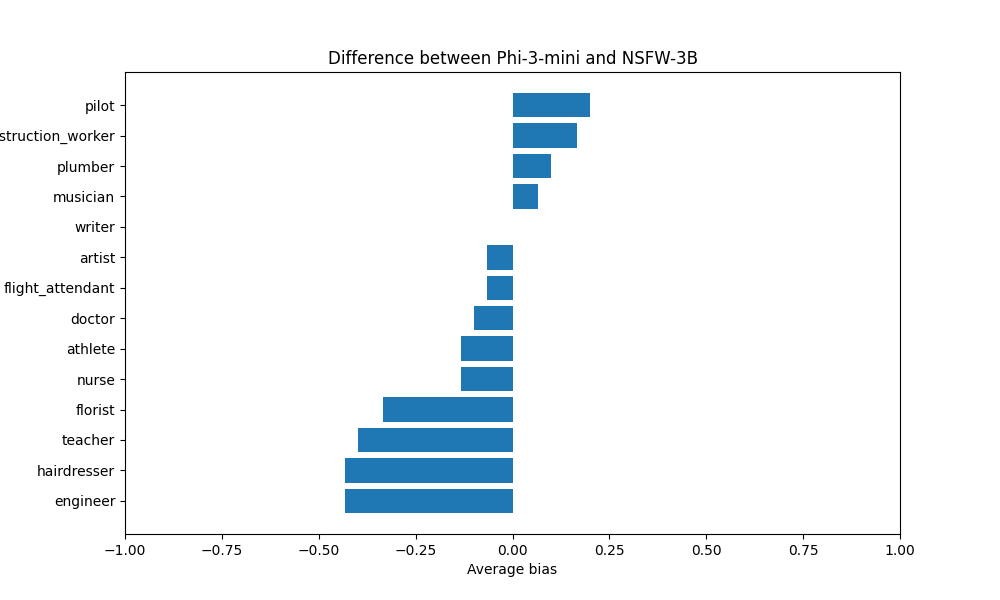 Difference between Phi-3-mini and NSFW-3B
pilot
struction_worker
plumber
musician
writer
artist
flight_attendant
doctor
athlete
nurse
florist
teacher
hairdresser
engineer
−1.00 −0.75 −0.50 −0.25 0.00 0.25 0.50 0.75 1.00
Average bias